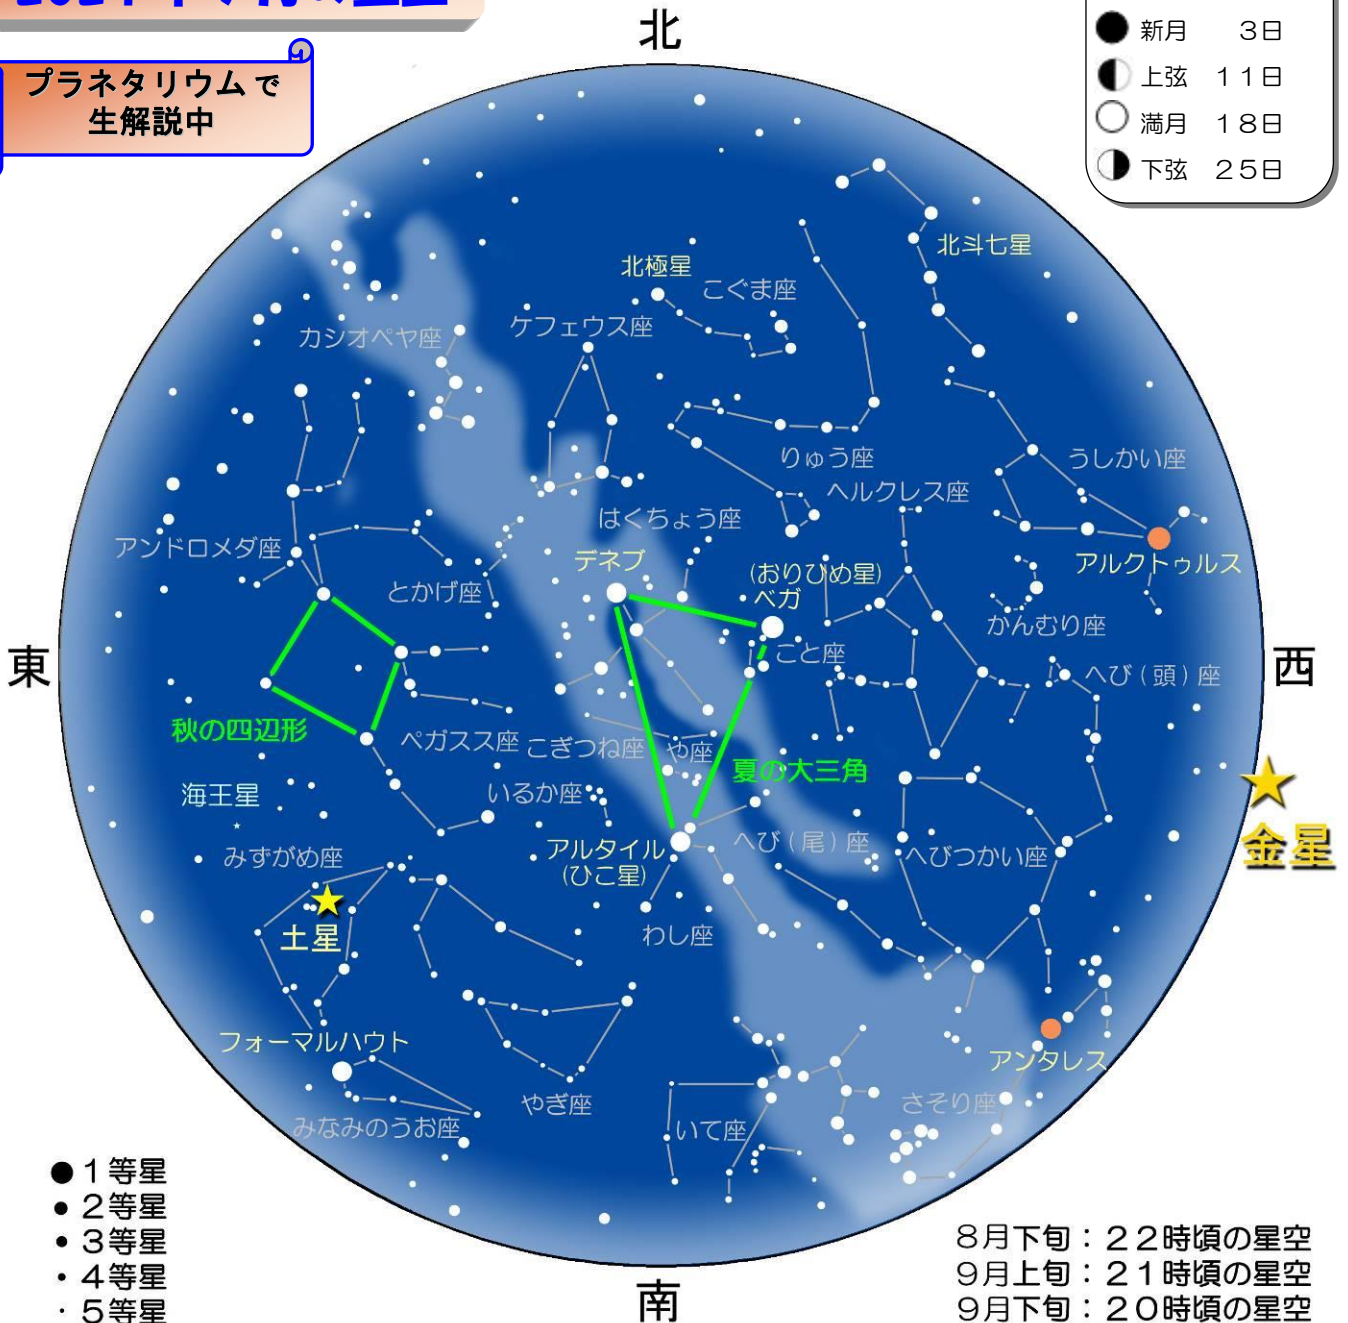 プラネタリウムで
生解説中
新月 3日
上弦 11日
満月 18日
下弦 25日
北
北斗七星
北極星
こぐま座
カシオペヤ座
ケフェウス座
りゅう座
うしかい座
ヘルクレス座
はくちょう座
アンドロメダ座
デネブ
(おりひめ星)
ベガ
アルクトゥルス
とかげ座
かんむり座
東
こと座
へび(頭)座
西
秋の四辺形
ペガスス座
こぎつね座
や座
夏の大三角
海王星
いるか座
金星
みずがめ座
アルタイル
(ひこ星)
へび(尾)座
へびつかい座
土星
わし座
フォーマルハウト
アンタレス
やぎ座
さそり座
みなみのうお座
いて座
●1等星
●2等星
・3等星
・4等星
・5等星
南
8月下旬：22時頃の星空
9月上旬：21時頃の星空
9月下旬：20時頃の星空